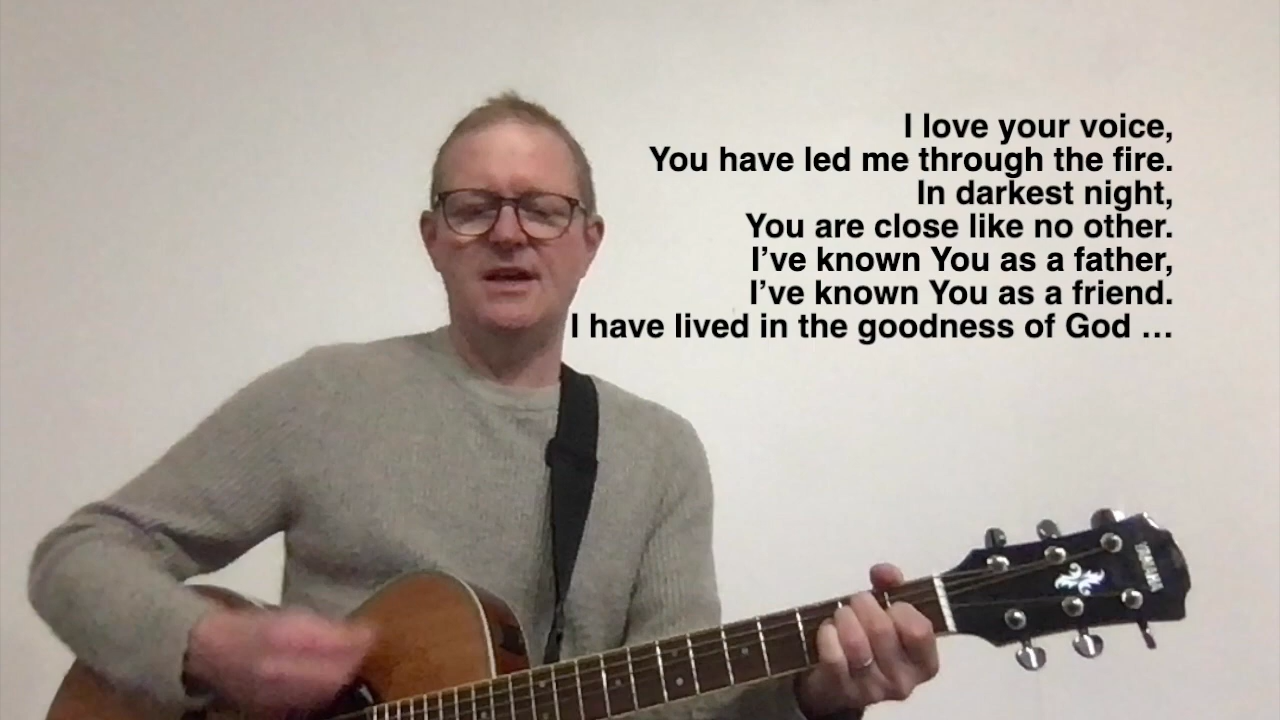 I love your voice,
You have led me through the fire.
In darkest night,
You are close like no other.
I’ve known You as a father,
I’ve known You as a friend.
I have lived in the goodness of God …
YAMAHA